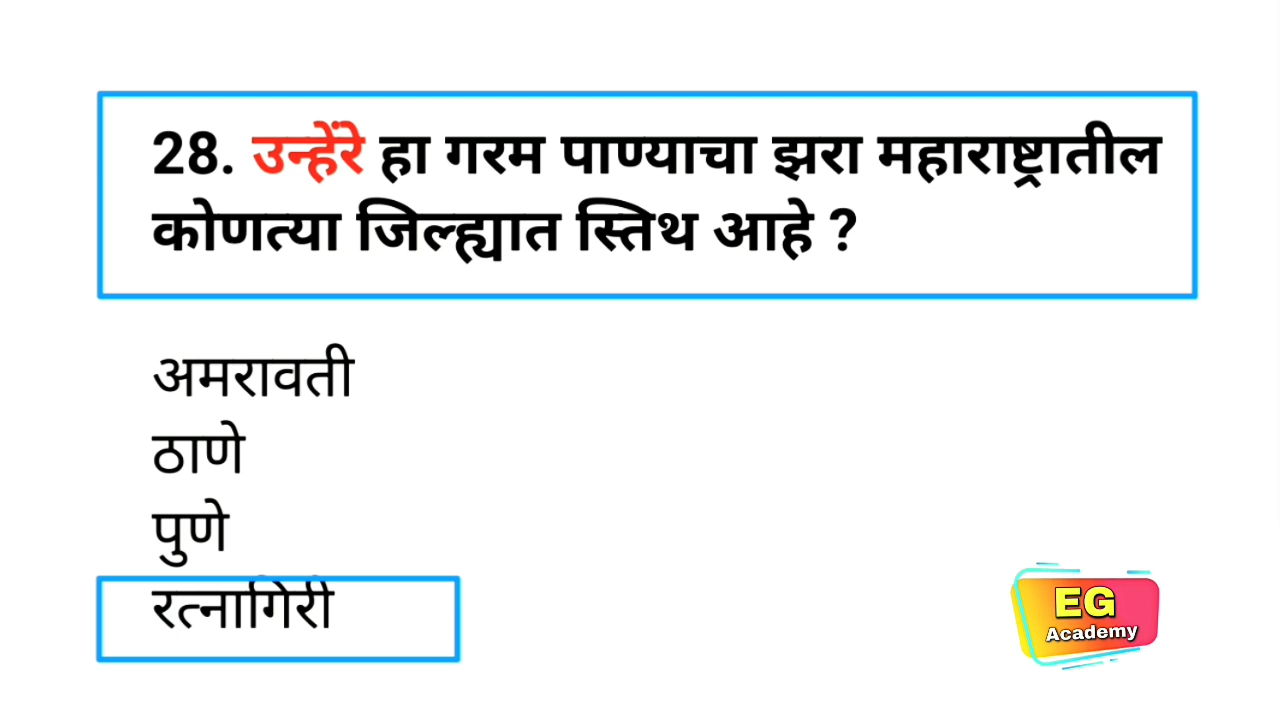 28. उन्हेंरे हा गरम पाण्याचा झरा महाराष्ट्रातील
कोणत्या जिल्ह्यात स्तिथ आहे ?
अमरावती
ठाणे
पुणे
रत्नागिरी
EG
Academy